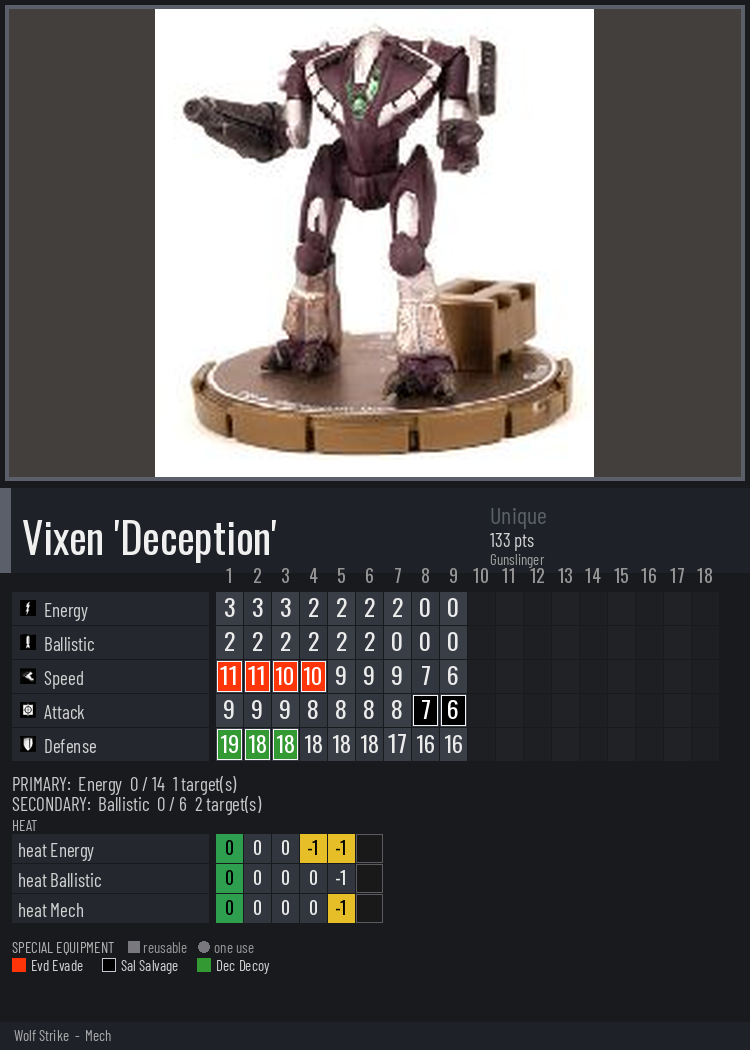 Vixen 'Deception'
Unique
133 pts
Gunslinger
1 2 3 4 5 6 7 8 9 10 11 12 13 14 15 16 17 18
Energy 3 3 3 2 2 2 2 0 0
Ballistic 2 2 2 2 2 2 0 0 0
Speed 11 11 10 10 9 9 9 7 6
Attack 9 9 9 8 8 8 8 7 6
Defense 19 18 18 18 18 18 17 16 16
PRIMARY: Energy 0 / 14 1 target(s)
SECONDARY: Ballistic 0 / 6 2 target(s)
HEAT
heat Energy 0 0 0 -1 -1
heat Ballistic 0 0 0 0 -1
heat Mech 0 0 0 0 -1
SPECIAL EQUIPMENT reusable one use
Evd Evade Sal Salvage Dec Decoy
Wolf Strike - Mech